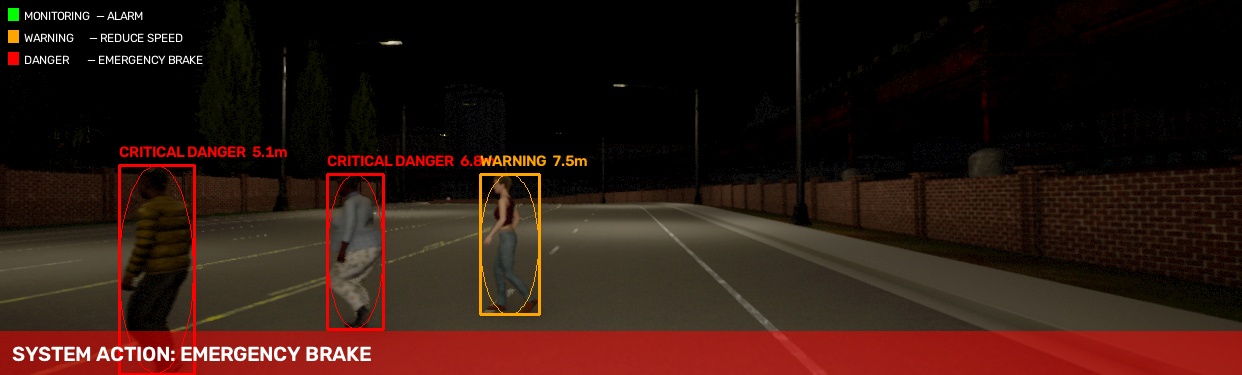 MONITORING – ALARM
WARNING – REDUCE SPEED
DANGER – EMERGENCY BRAKE
CRITICAL DANGER 5.1m
CRITICAL DANGER 6.8
WARNING 7.5m
SYSTEM ACTION: EMERGENCY BRAKE